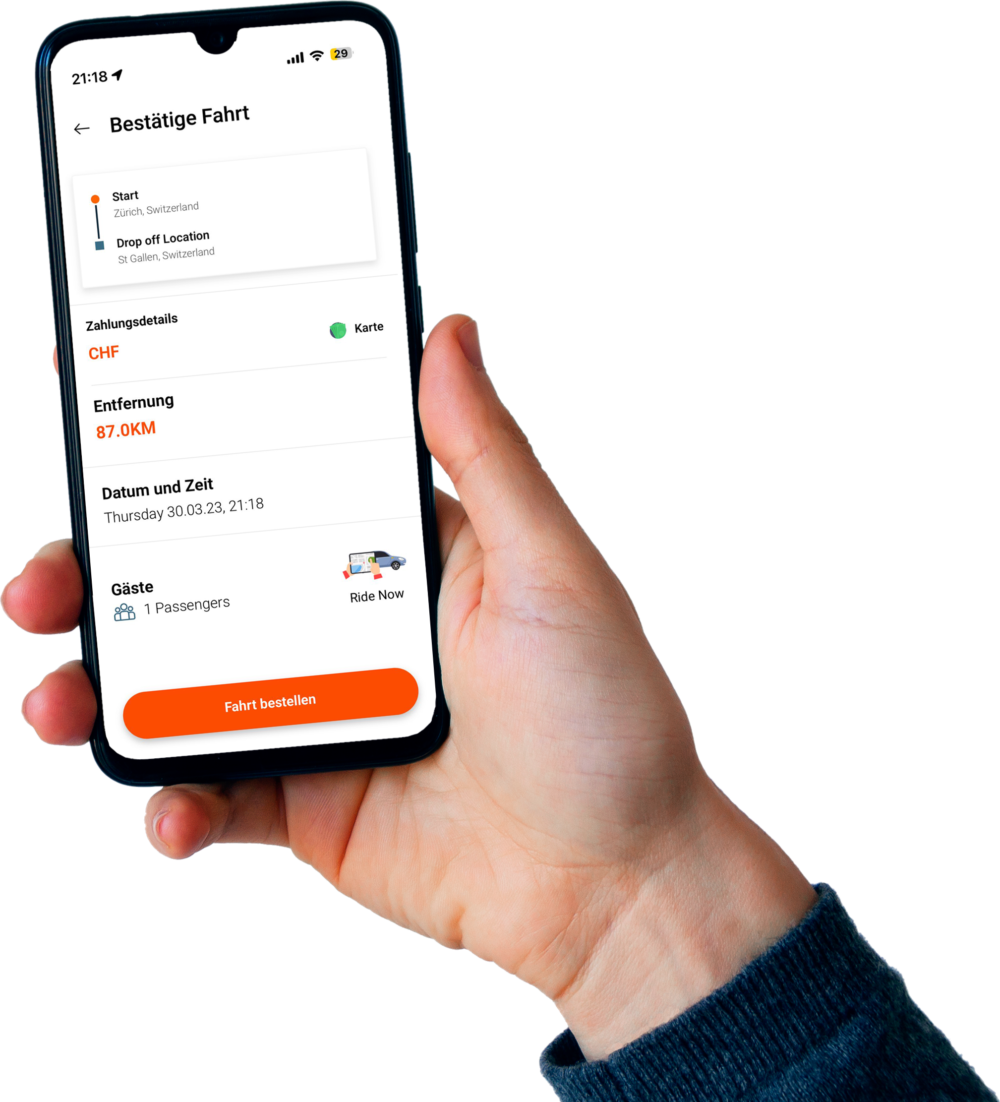 21:18
29
Bestätige Fahrt
Start
Zürich, Switzerland
Drop off Location
St Gallen, Switzerland
Zahlungsdetails
Karte
CHF
Entfernung
87.0KM
Datum und Zeit
Thursday 30.03.23, 21:18
Gäste
1 Passengers
Ride Now
Fahrt bestellen